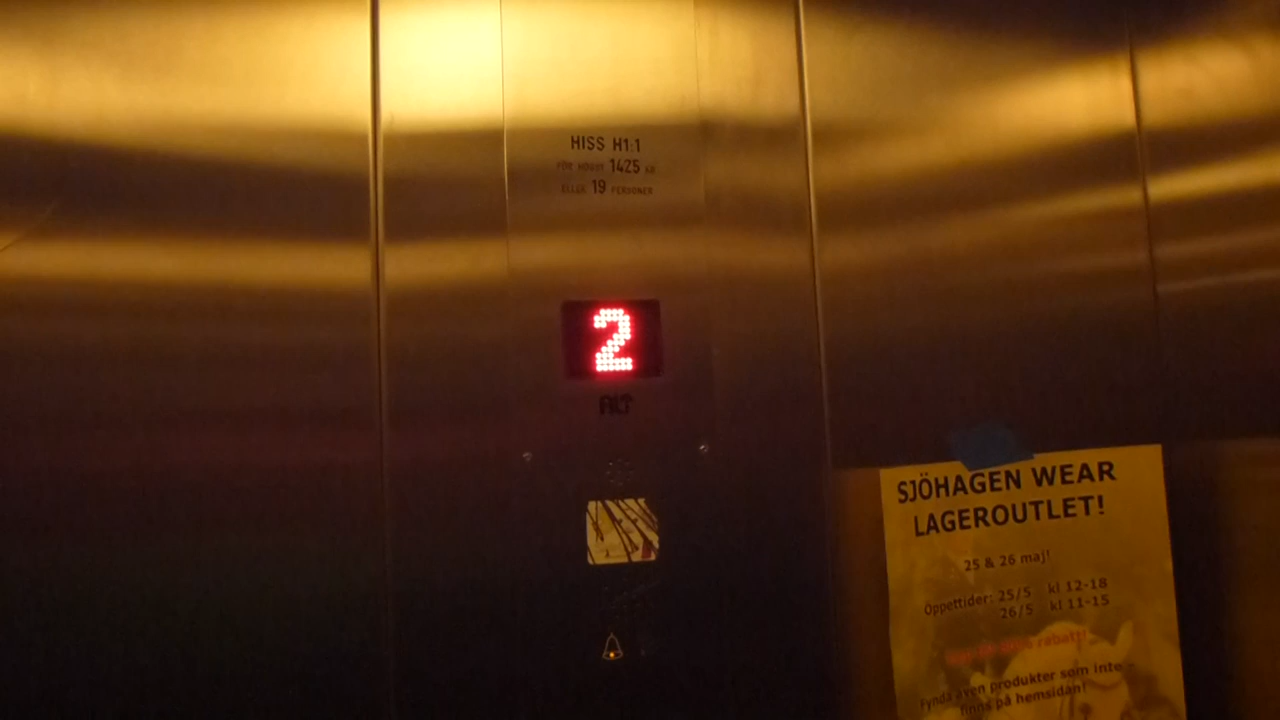 HISS H1:1
FÖR HÖGST 1425 KG
ELLER 19 PERSONER
2
SJÖHAGEN WEAR
LAGEROUTLET!
25 & 26 maj!
Öppettider: 25/5 kl 12-18
26/5 kl 11-15
rabatt!
Fynda även produkter som inte
finns på hemsidan!